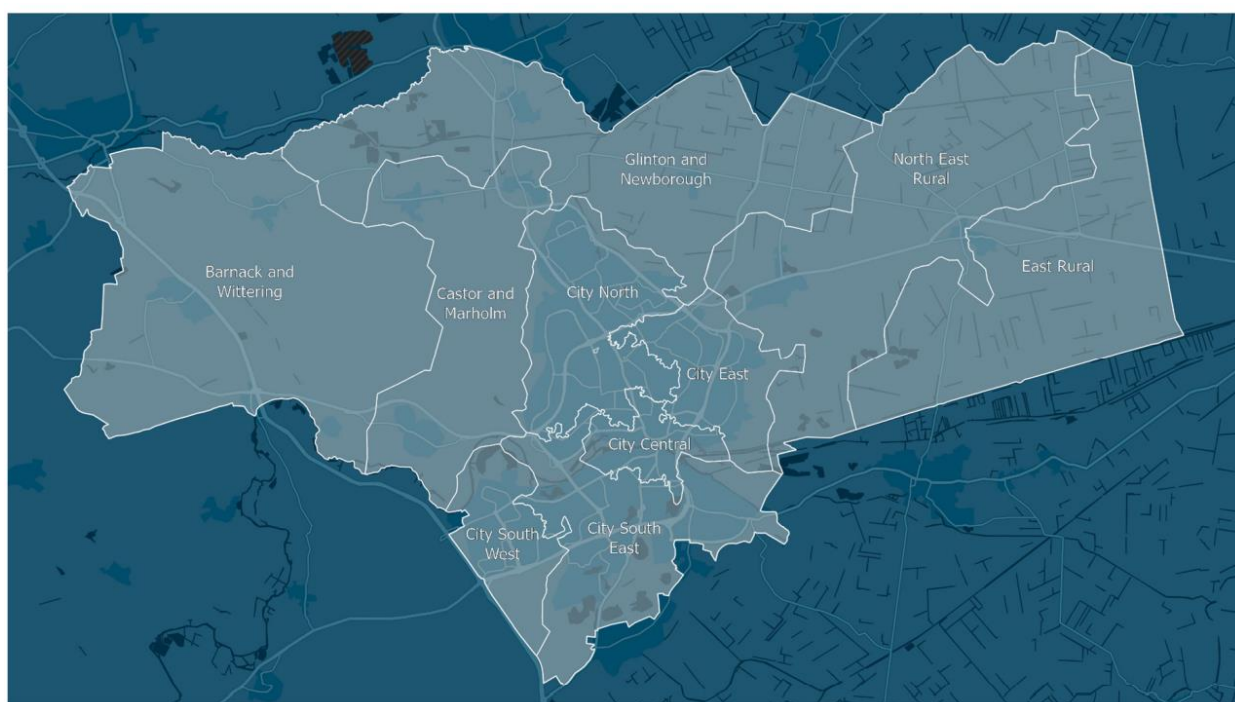 Glinton and
Newborough
North East
Rural
Barnack and
Wittering
Castor and
Marholm
City North
East Rural
City East
City Central
City South
West
City South
East